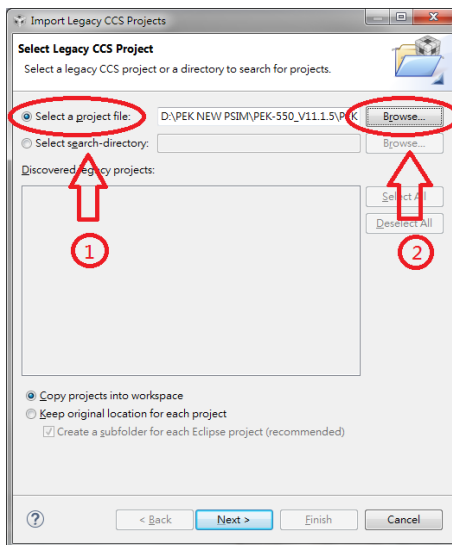 Import Legacy CCS Projects
Select Legacy CCS Project
Select a legacy CCS project or a directory to search for projects.
Select a project file: D:\PEK NEW PSIM\PEK-550_V11.1.5\PEK Browse...
Select search-directory: Browse...
Discovered legacy projects:
Select All
Deselect All
1 2
Copy projects into workspace
Keep original location for each project
Create a subfolder for each Eclipse project (recommended)
? < Back Next > Finish Cancel